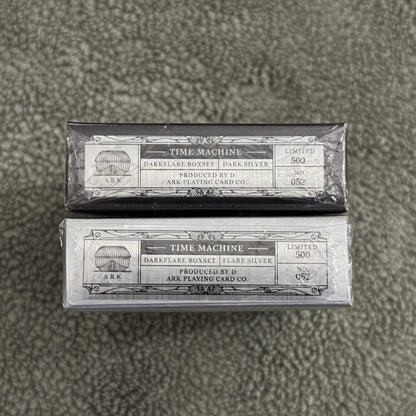 TIME MACHINE
DARKFLARE BOXSET DARK SILVER
PRODUCED BY D
ARK PLAYING CARD CO.
ARK
LIMITED
500
NO.
052
TIME MACHINE
DARKFLARE BOXSET FLARE SILVER
PRODUCED BY D
ARK PLAYING CARD CO.
ARK
LIMITED
500
NO.
052